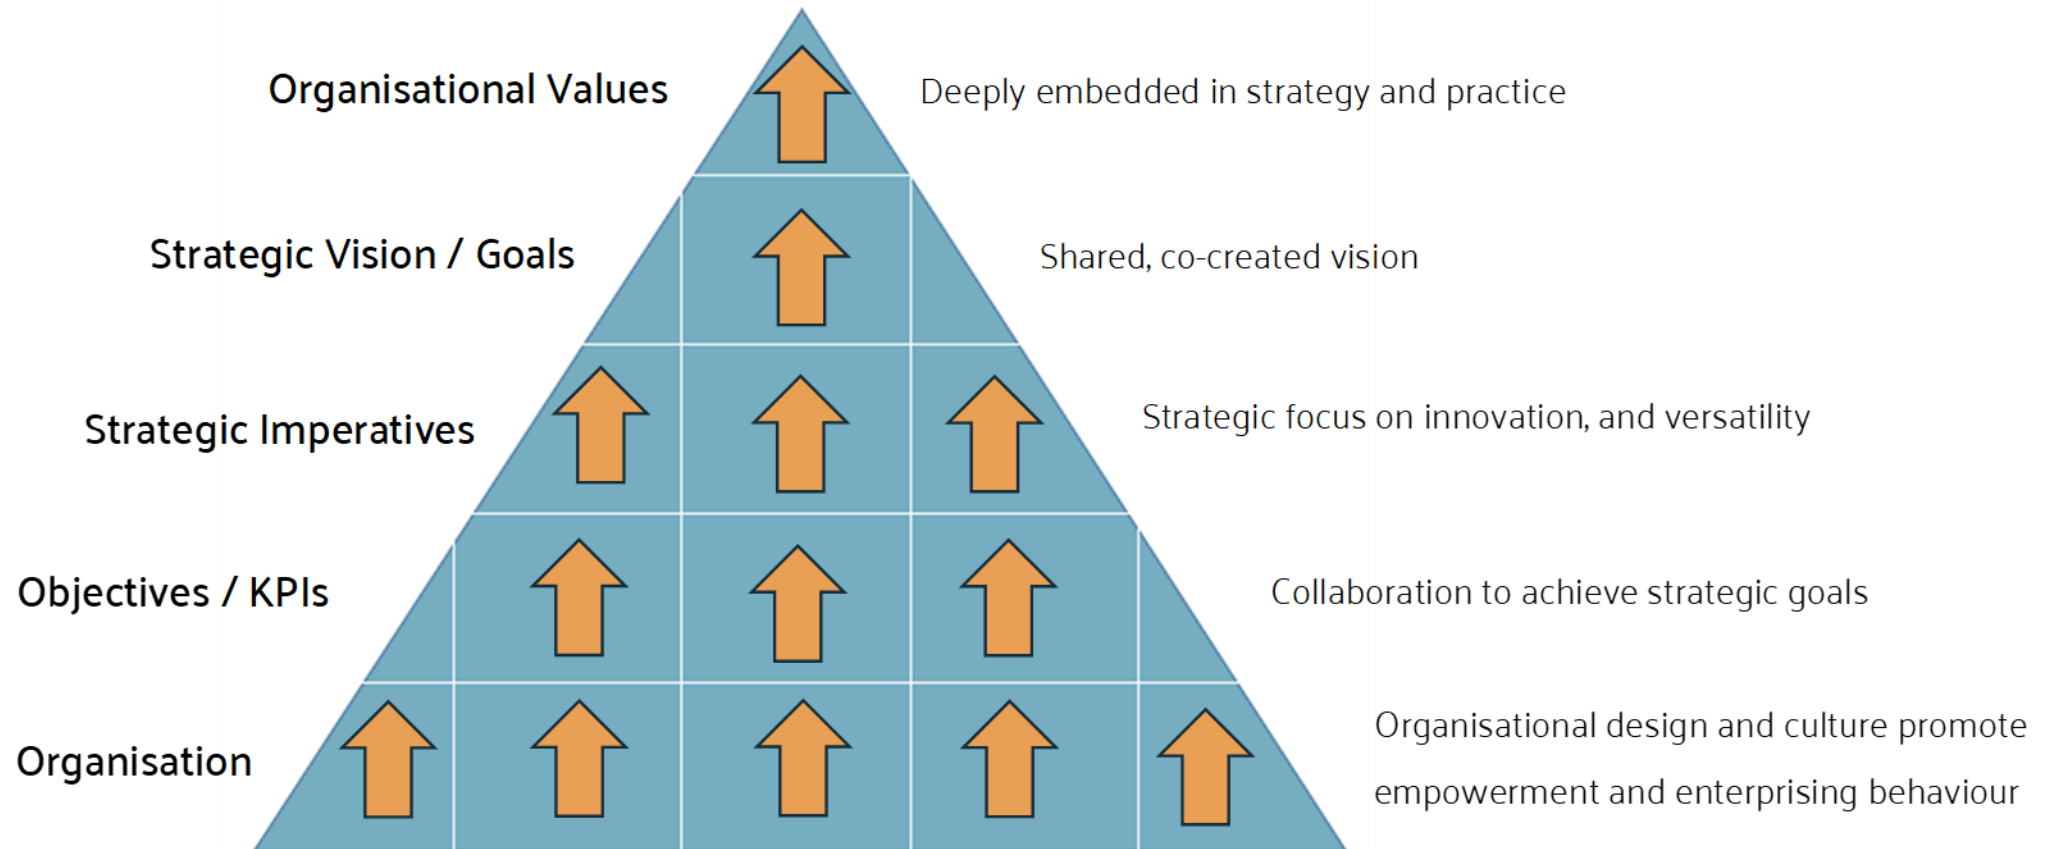 Organisational Values
Deeply embedded in strategy and practice
Strategic Vision / Goals
Shared, co-created vision
Strategic Imperatives
Strategic focus on innovation, and versatility
Objectives / KPIs
Collaboration to achieve strategic goals
Organisation
Organisational design and culture promote
empowerment and enterprising behaviour